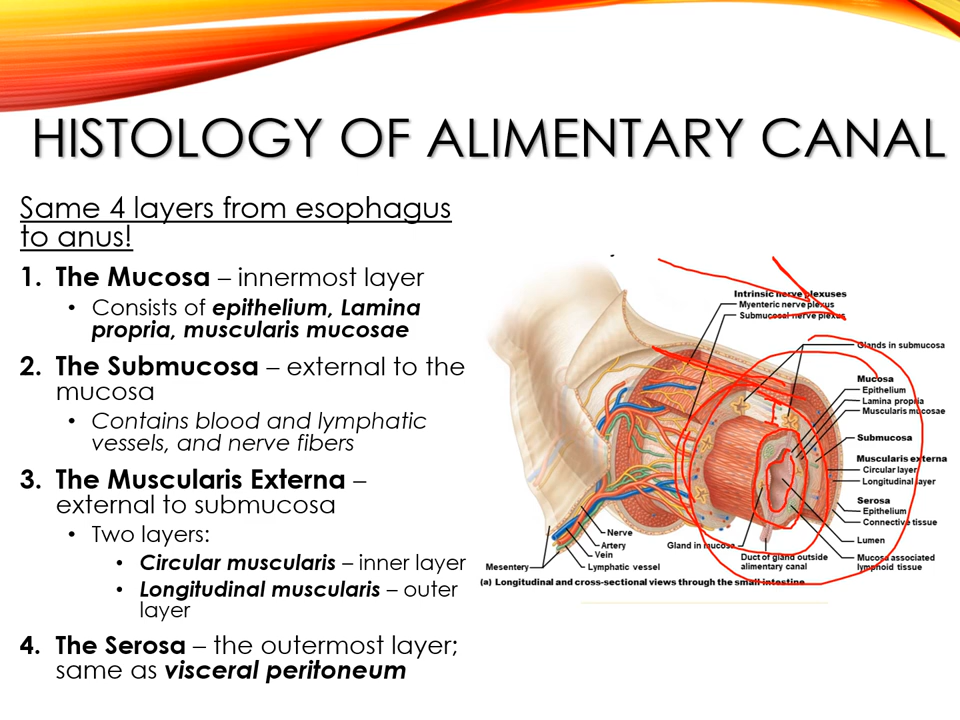 HISTOLOGY OF ALIMENTARY CANAL
Same 4 layers from esophagus
to anus!
1. The Mucosa – innermost layer
• Consists of epithelium, Lamina
propria, muscularis mucosae
2. The Submucosa – external to the
mucosa
• Contains blood and lymphatic
vessels, and nerve fibers
3. The Muscularis Externa –
external to submucosa
• Two layers:
• Circular muscularis – inner layer
• Longitudinal muscularis – outer
layer
4. The Serosa – the outermost layer;
same as visceral peritoneum
Intrinsic nerve plexuses
Myenteric nerve plexus
Submucosal nerve plexus
Glands in submucosa
Mucosa
Epithelium
Lamina propria
Muscularis mucosae
Submucosa
Muscularis externa
Circular layer
Longitudinal layer
Serosa
Epithelium
Connective tissue
Lumen
Mucosa associated
lymphoid tissue
Nerve
Artery
Vein
Lymphatic vessel
Mesentery
Gland in mucosa
Duct of gland outside
alimentary canal
(a) Longitudinal and cross-sectional views through the small intestine